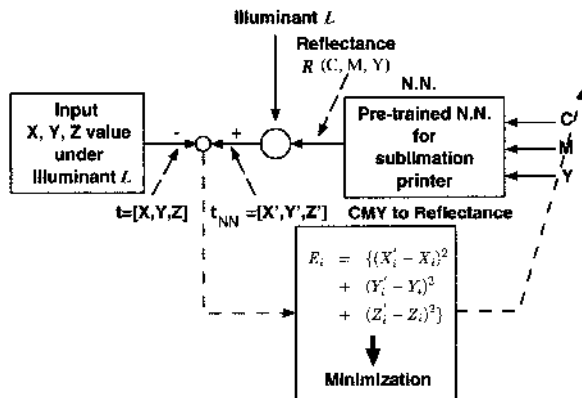 Illuminant L
Reflectance
R (C, M, Y)
N.N.
Input
X, Y, Z value
under
Illuminant L
-
+
Pre-trained N.N.
for
sublimation
printer
C
M
Y
t=[X,Y,Z]
t_NN =[X',Y',Z']
CMY to Reflectance
E_i = {(X'_i − X_i)^2
+ (Y'_i − Y_i)^2
+ (Z'_i − Z_i)^2}
Minimization